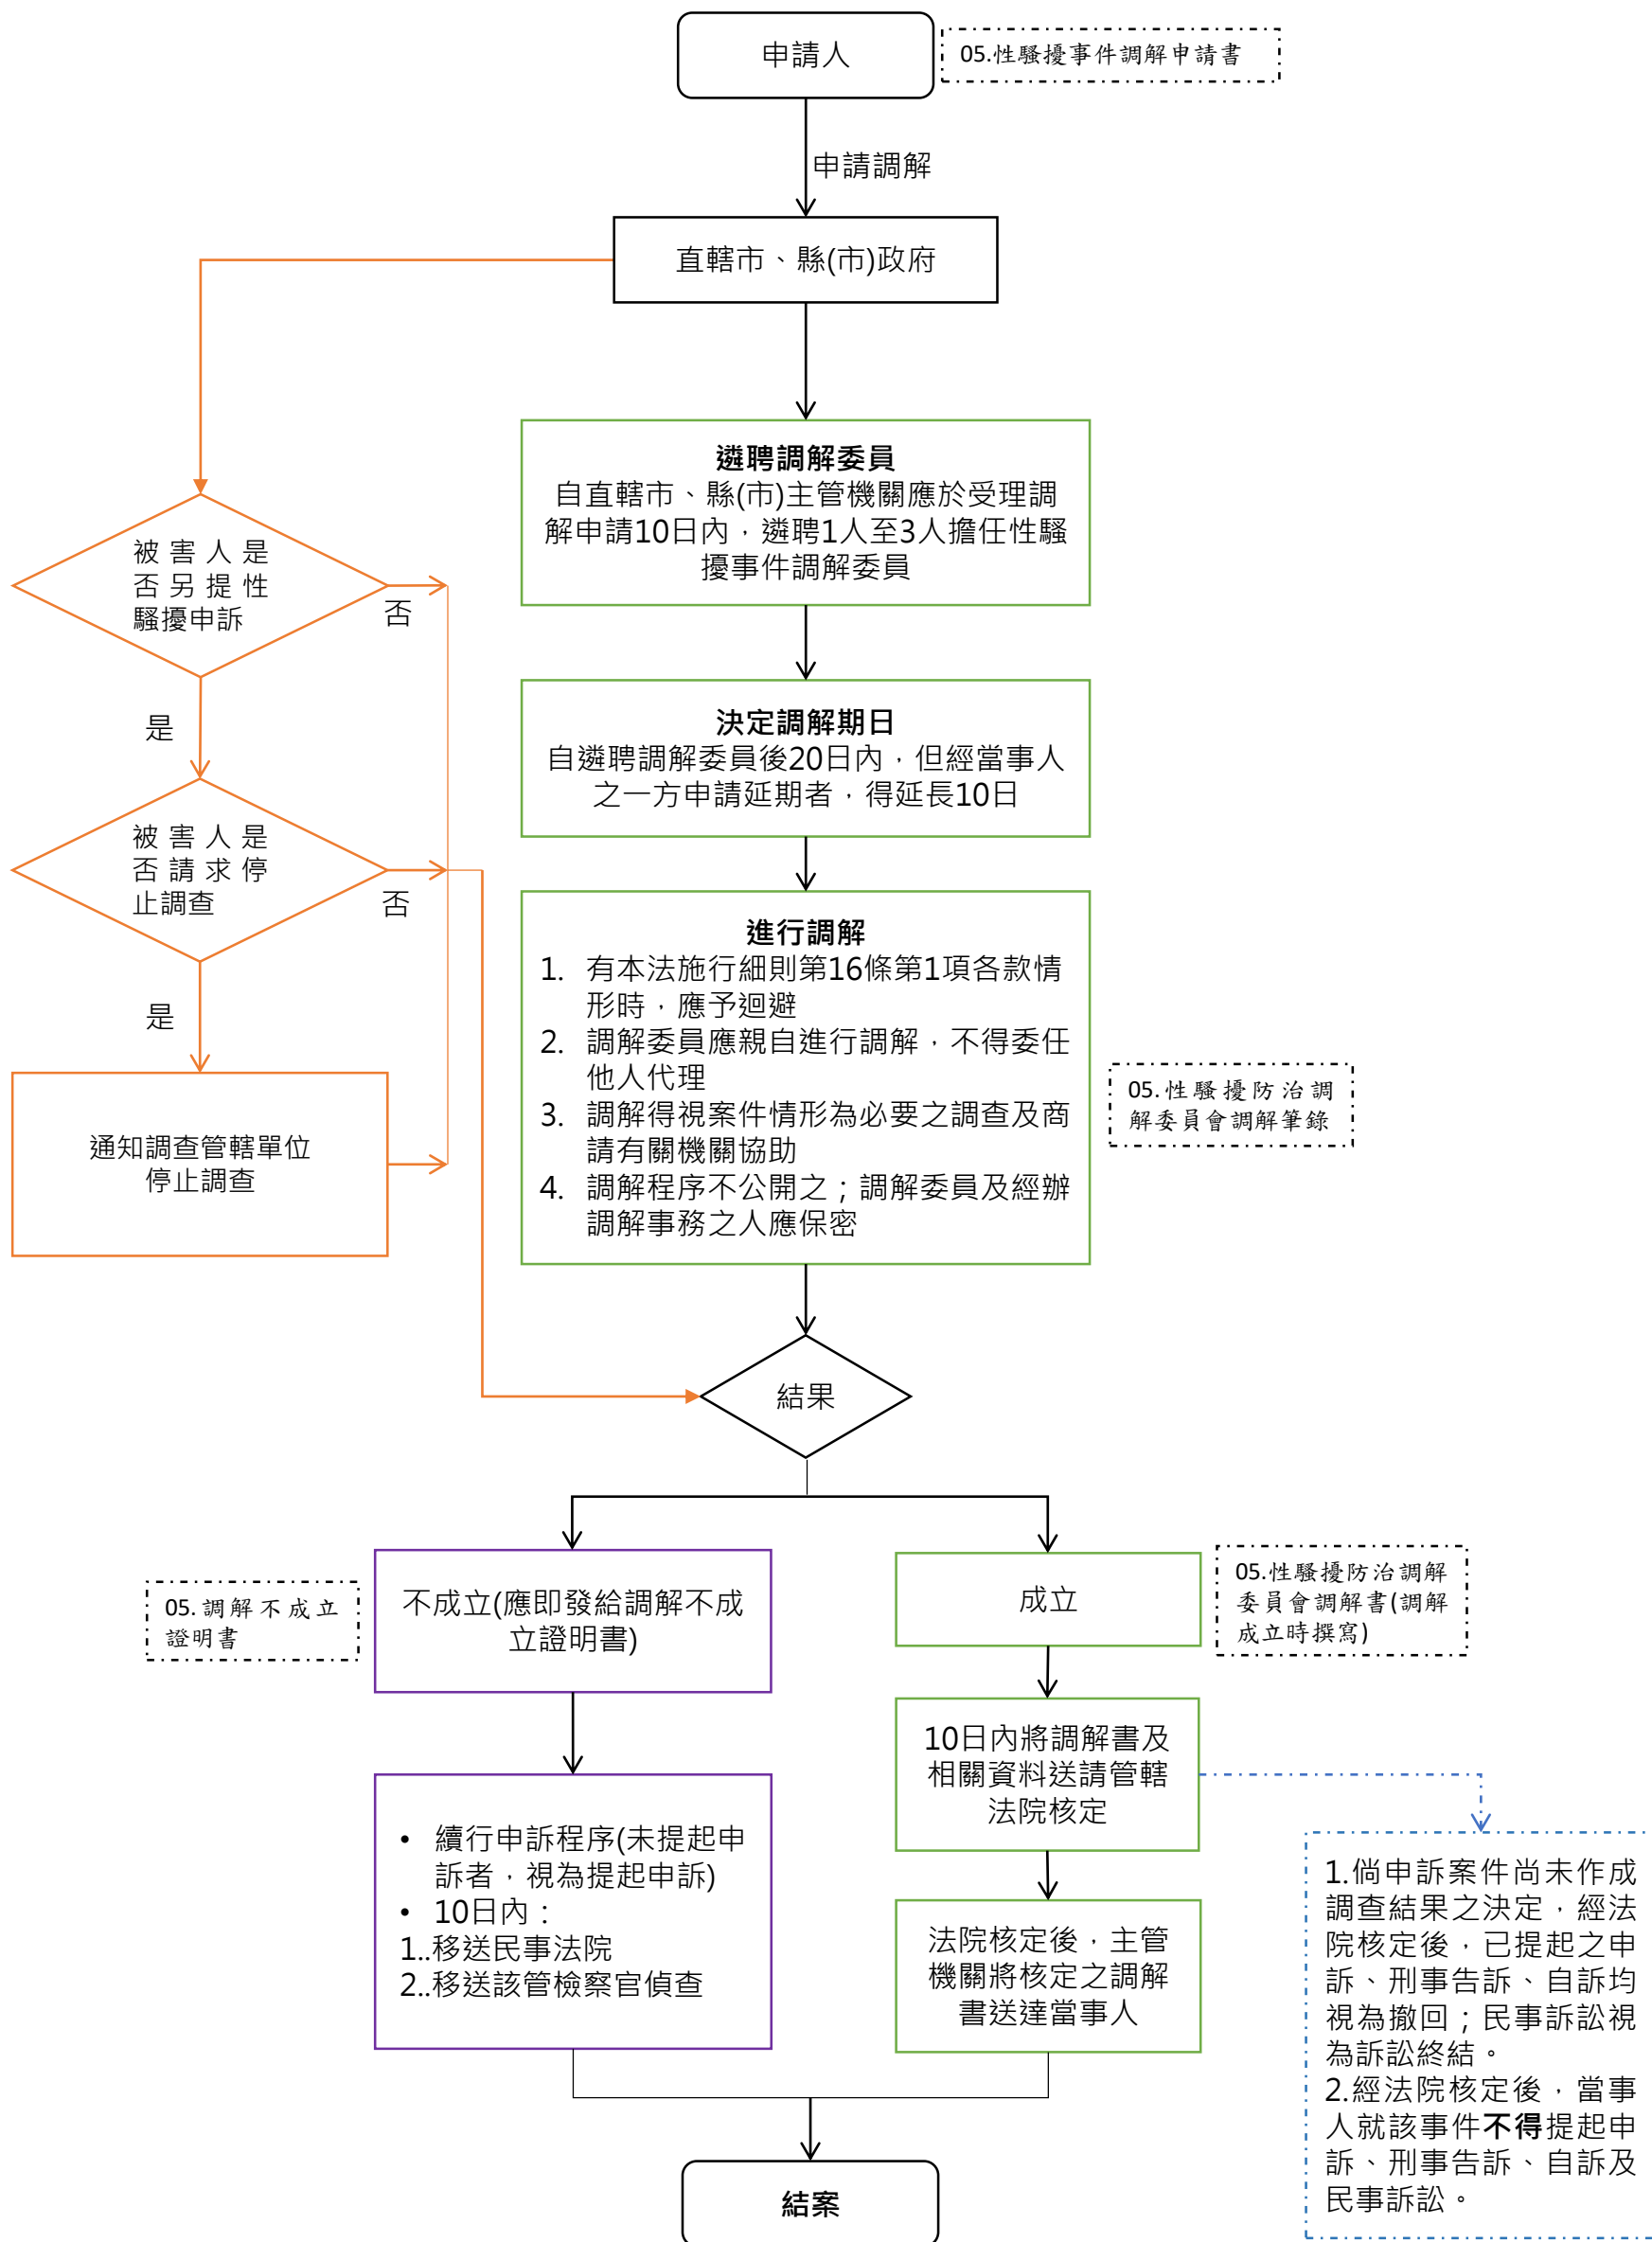 申請人
05.性騷擾事件調解申請書
申請調解
直轄市、縣(市)政府
遴聘調解委員
自直轄市、縣(市)主管機關應於受理調
解申請10日內，遴聘1人至3人擔任性騷
擾事件調解委員
被害人是
否另提性
騷擾申訴
否
是
決定調解期日
自遴聘調解委員後20日內，但經當事人
之一方申請延期者，得延長10日
被害人是
否請求停
止調查
否
是
進行調解
1. 有本法施行細則第16條第1項各款情
形時，應予迴避
2. 調解委員應親自進行調解，不得委任
他人代理
3. 調解得視案件情形為必要之調查及商
請有關機關協助
4. 調解程序不公開之；調解委員及經辦
調解事務之人應保密
05.性騷擾防治調
解委員會調解筆錄
通知調查管轄單位
停止調查
結果
05.調解不成立
證明書
不成立(應即發給調解不成
立證明書)
成立
05.性騷擾防治調解
委員會調解書(調解
成立時撰寫)
10日內將調解書及
相關資料送請管轄
法院核定
• 續行申訴程序(未提起申
訴者，視為提起申訴)
• 10日內：
1..移送民事法院
2..移送該管檢察官偵查
法院核定後，主管
機關將核定之調解
書送達當事人
1.倘申訴案件尚未作成
調查結果之決定，經法
院核定後，已提起之申
訴、刑事告訴、自訴均
視為撤回；民事訴訟視
為訴訟終結。
2.經法院核定後，當事
人就該事件不得提起申
訴、刑事告訴、自訴及
民事訴訟。
結案